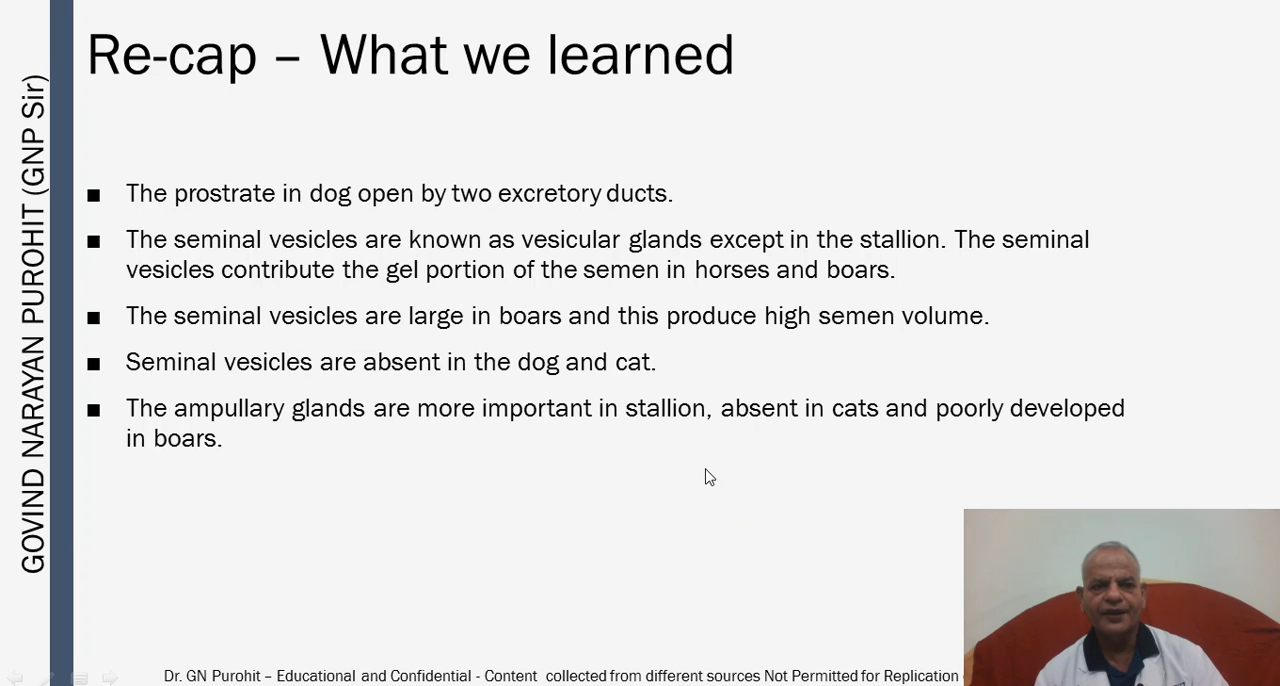 Re-cap – What we learned
GOVIND NARAYAN PUROHIT (GNP Sir)
■ The prostrate in dog open by two excretory ducts.
■ The seminal vesicles are known as vesicular glands except in the stallion. The seminal
vesicles contribute the gel portion of the semen in horses and boars.
■ The seminal vesicles are large in boars and this produce high semen volume.
■ Seminal vesicles are absent in the dog and cat.
■ The ampullary glands are more important in stallion, absent in cats and poorly developed
in boars.
Dr. GN Purohit – Educational and Confidential - Content collected from different sources Not Permitted for Replication